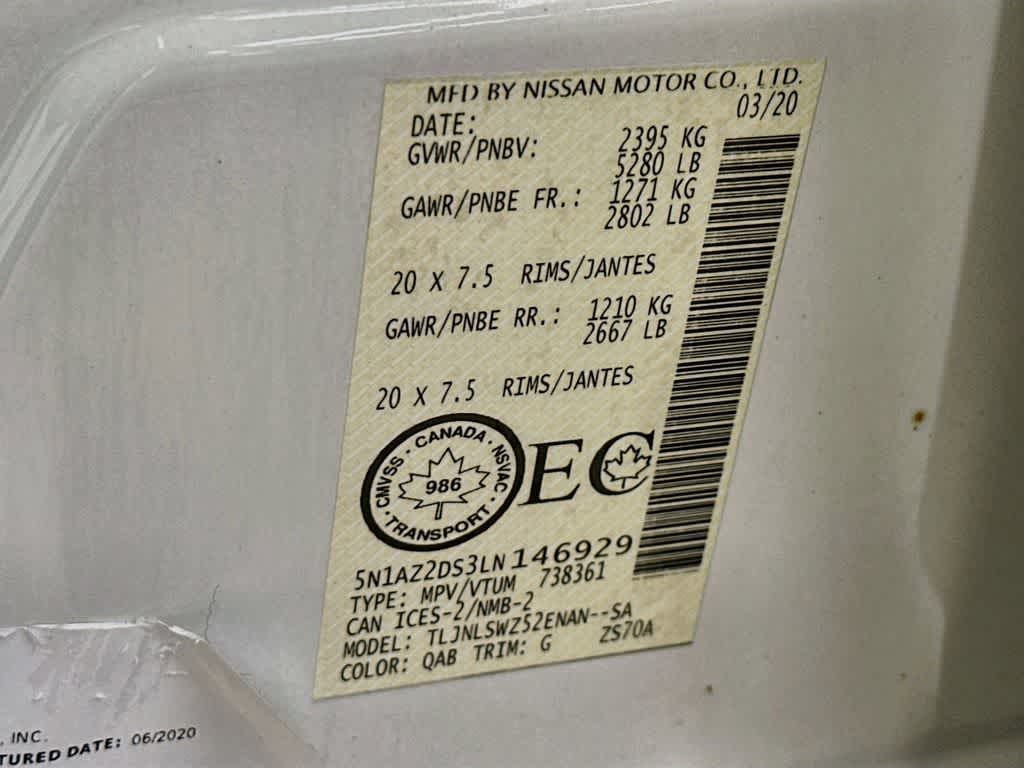 MFD BY NISSAN MOTOR CO., LTD.
DATE: 03/20
GVWR/PNBV: 2395 KG
5280 LB
GAWR/PNBE FR.: 1271 KG
2802 LB
20 X 7.5 RIMS/JANTES
GAWR/PNBE RR.: 1210 KG
2667 LB
20 X 7.5 RIMS/JANTES
CMVSS · CANADA · NSVAC · TRANSPORT ·
986
EC
5N1AZ2DS3LN146929
TYPE: MPV/VTUM 738361
CAN ICES-2/NMB-2
MODEL: TLJNLSWZ52ENAN--SA
COLOR: QAB TRIM: G ZS70A
, INC.
TURED DATE: 06/2020